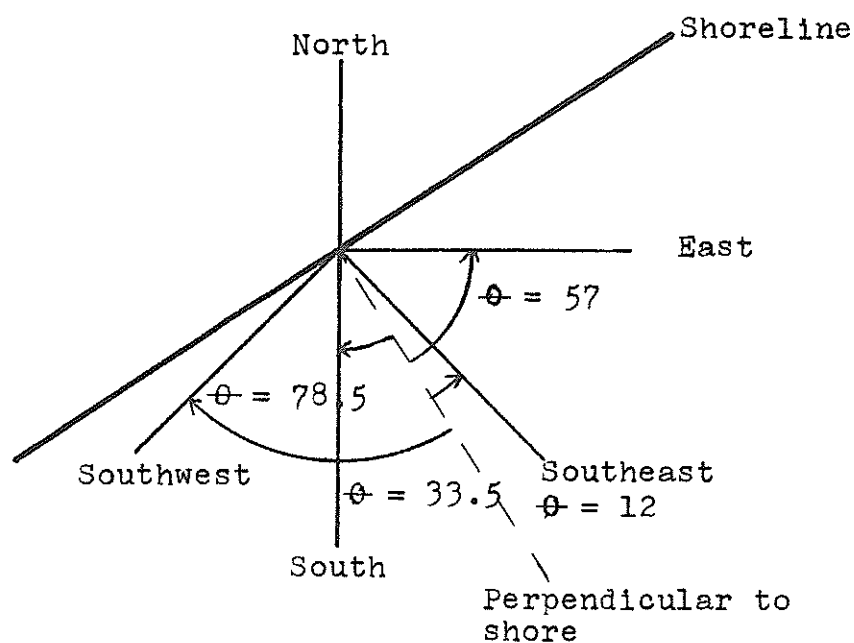 Shoreline
North
East
θ = 57
θ = 78.5
Southwest
Southeast
θ = 33.5
θ = 12
South
Perpendicular to
shore